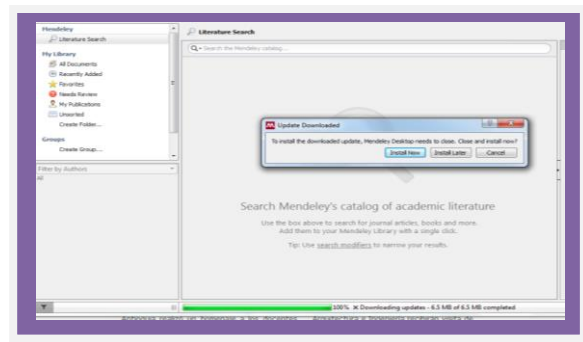 Mendeley
Literature Search
My Library
All Documents
Recently Added
Favorites
Needs Review
My Publications
Unsorted
Create Folder...
Groups
Create Group...
Filter by Authors
All
Literature Search
Search the Mendeley catalog...
Update Downloaded
To install the downloaded update, Mendeley Desktop needs to close. Close and install now?
Install Now
Install Later
Cancel
Search Mendeley's catalog of academic literature
Use the box above to search for journal articles, books and more.
Add them to your Mendeley Library with a single click.
Tip: Use search modifiers to narrow your results.
100% Downloading updates - 6.5 MB of 6.5 MB completed